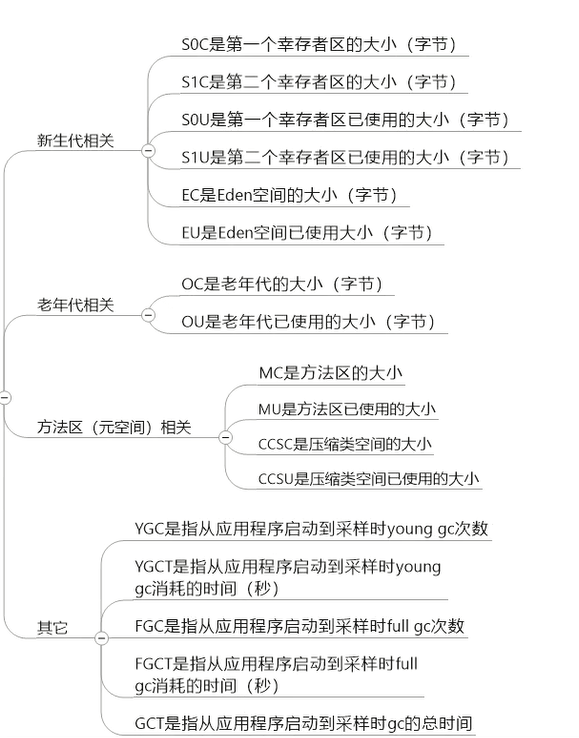 新生代相关
S0C是第一个幸存者区的大小（字节）
S1C是第二个幸存者区的大小（字节）
S0U是第一个幸存者区已使用的大小（字节）
S1U是第二个幸存者区已使用的大小（字节）
EC是Eden空间的大小（字节）
EU是Eden空间已使用大小（字节）
老年代相关
OC是老年代的大小（字节）
OU是老年代已使用的大小（字节）
方法区（元空间）相关
MC是方法区的大小
MU是方法区已使用的大小
CCSC是压缩类空间的大小
CCSU是压缩类空间已使用的大小
其它
YGC是指从应用程序启动到采样时young gc次数
YGCT是指从应用程序启动到采样时young
gc消耗的时间（秒）
FGC是指从应用程序启动到采样时full gc次数
FGCT是指从应用程序启动到采样时full
gc消耗的时间（秒）
GCT是指从应用程序启动到采样时gc的总时间